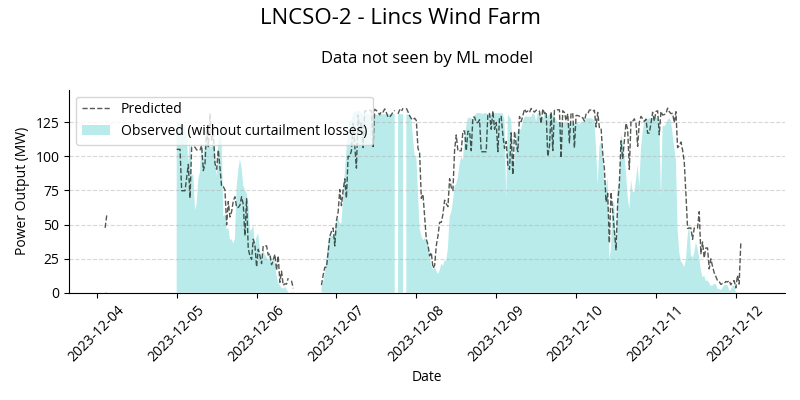 LNCSO-2 - Lincs Wind Farm
Data not seen by ML model
Predicted
Observed (without curtailment losses)
Power Output (MW)
125
100
75
50
25
0
2023-12-04
2023-12-05
2023-12-06
2023-12-07
2023-12-08
2023-12-09
2023-12-10
2023-12-11
2023-12-12
Date